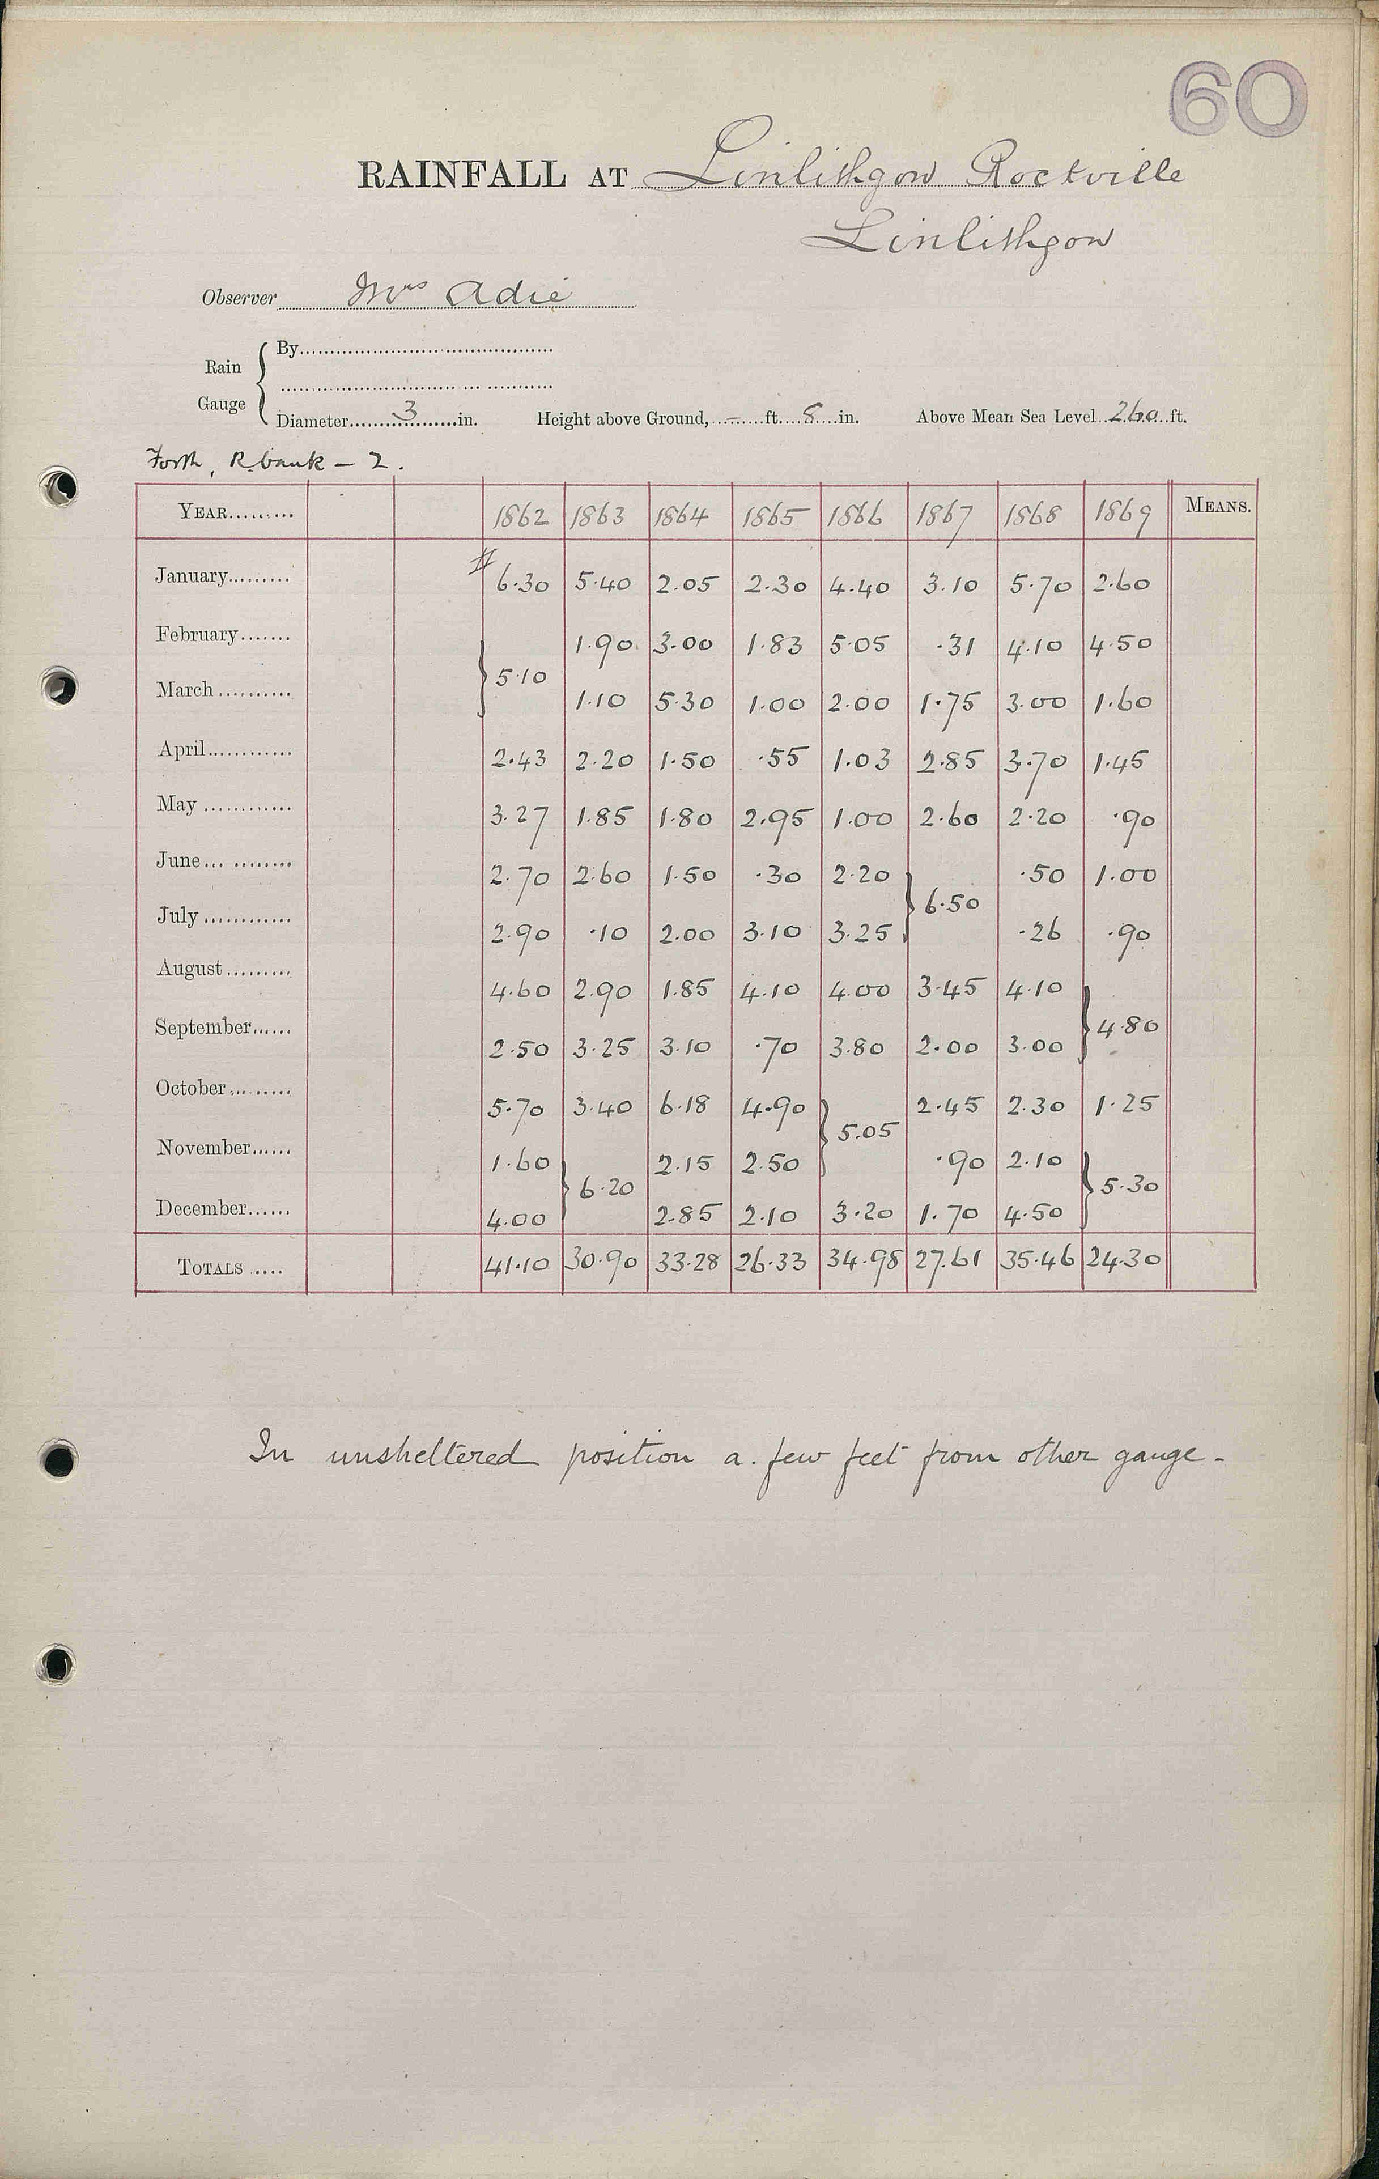 60
RAINFALL AT Linlithgow Rockville
Linlithgow
Observer Mrs Adie
Rain Gauge { By
Diameter 3 in. Height above Ground, – ft. 8 in. Above Mean Sea Level 260 ft.
Forth, R.bank – 2.
YEAR 1862 1863 1864 1865 1866 1867 1868 1869 MEANS.
January # 6.30 5.40 2.05 2.30 4.40 3.10 5.70 2.60
February 1.90 3.00 1.83 5.05 .31 4.10 4.50
} 5.10
March 1.10 5.30 1.00 2.00 1.75 3.00 1.60
April 2.43 2.20 1.50 .55 1.03 2.85 3.70 1.45
May 3.27 1.85 1.80 2.95 1.00 2.60 2.20 .90
June 2.70 2.60 1.50 .30 2.20 .50 1.00
} 6.50
July 2.90 .10 2.00 3.10 3.25 .26 .90
August 4.60 2.90 1.85 4.10 4.00 3.45 4.10
} 4.80
September 2.50 3.25 3.10 .70 3.80 2.00 3.00
October 5.70 3.40 6.18 4.90 2.45 2.30 1.25
} 5.05
November 1.60 2.15 2.50 .90 2.10
} 6.20 } 5.30
December 4.00 2.85 2.10 3.20 1.70 4.50
TOTALS 41.10 30.90 33.28 26.33 34.98 27.61 35.46 24.30
In unsheltered position a few feet from other gauge.